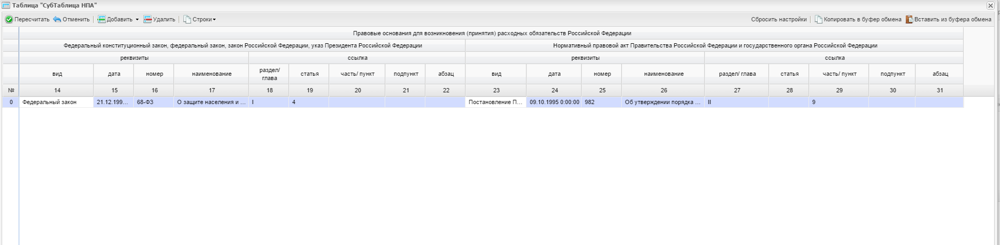 Таблица "СубТаблица НПА"
Пересчитать Отменить Добавить Удалить Строки Сбросить настройки Копировать в буфер обмена Вставить из буфера обмена
Правовые основания для возникновения (принятия) расходных обязательств Российской Федерации
Федеральный конституционный закон, федеральный закон, закон Российской Федерации, указ Президента Российской Федерации Нормативный правовой акт Правительства Российской Федерации и государственного органа Российской Федерации
реквизиты ссылка реквизиты ссылка
вид дата номер наименование раздел/ глава статья часть/ пункт подпункт абзац вид дата номер наименование раздел/ глава статья часть/ пункт подпункт абзац
№ 14 15 16 17 18 19 20 21 22 23 24 25 26 27 28 29 30 31
0 Федеральный закон 21.12.199... 68-ФЗ О защите населения и ... I 4 Постановление П... 09.10.1995 0:00:00 982 Об утверждении порядка ... II 9